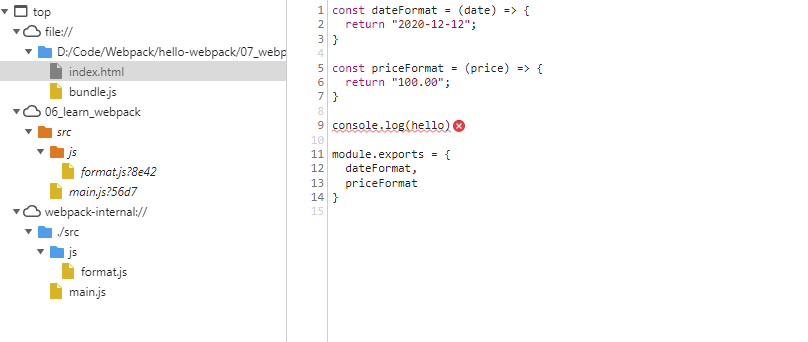 top
file://
D:/Code/Webpack/hello-webpack/07_webp
index.html
bundle.js
06_learn_webpack
src
js
format.js?8e42
main.js?56d7
webpack-internal://
./src
js
format.js
main.js
1 const dateFormat = (date) => {
2 return "2020-12-12";
3 }
4
5 const priceFormat = (price) => {
6 return "100.00";
7 }
8
9 console.log(hello)
10
11 module.exports = {
12 dateFormat,
13 priceFormat
14 }
15